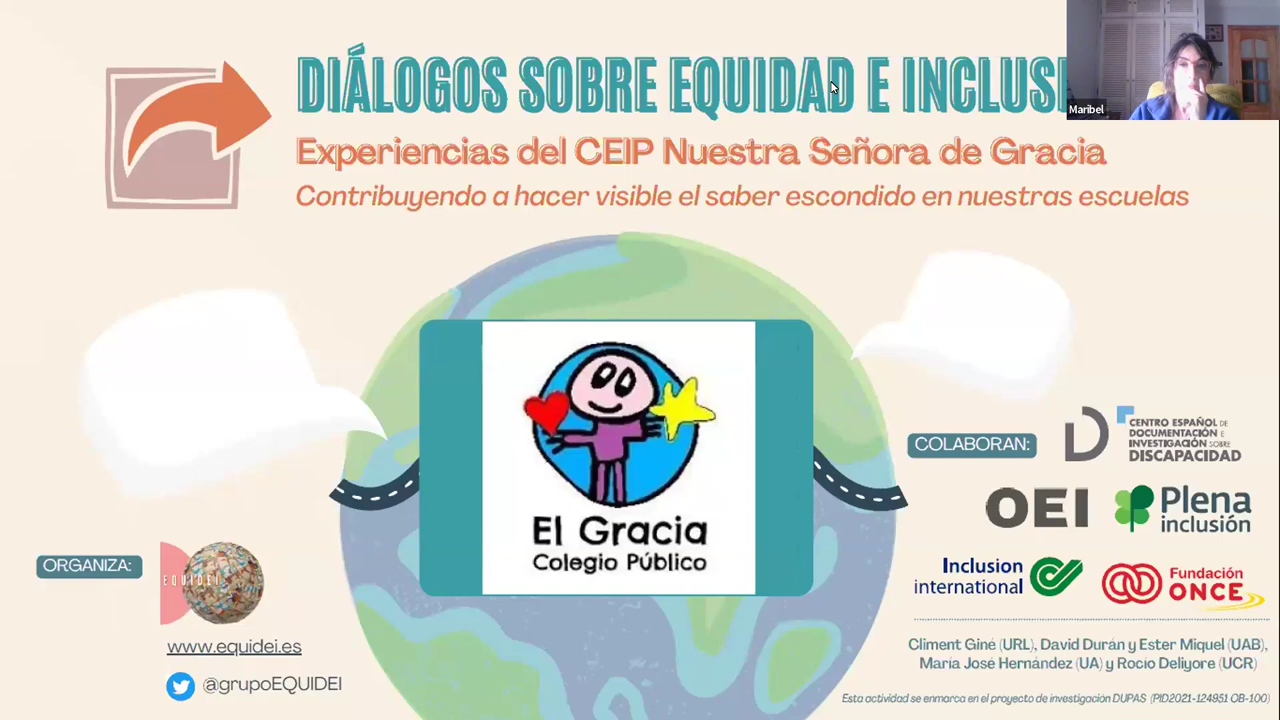 DIÁLOGOS SOBRE EQUIDAD E INCLUSI
Maribel
Experiencias del CEIP Nuestra Señora de Gracia
Contribuyendo a hacer visible el saber escondido en nuestras escuelas
El Gracia
Colegio Público
COLABORAN:
CENTRO ESPAÑOL DE
DOCUMENTACIÓN E
INVESTIGACIÓN SOBRE
DISCAPACIDAD
OEI
Plena
inclusión
Inclusion
international
Fundación
ONCE
ORGANIZA:
EQUIDEI
www.equidei.es
@grupoEQUIDEI
Climent Giné (URL), David Durán y Ester Miquel (UAB),
María José Hernández (UA) y Rocío Deliyore (UCR)
Esta actividad se enmarca en el proyecto de investigación DUPAS (PID2021-124951 OB-100)